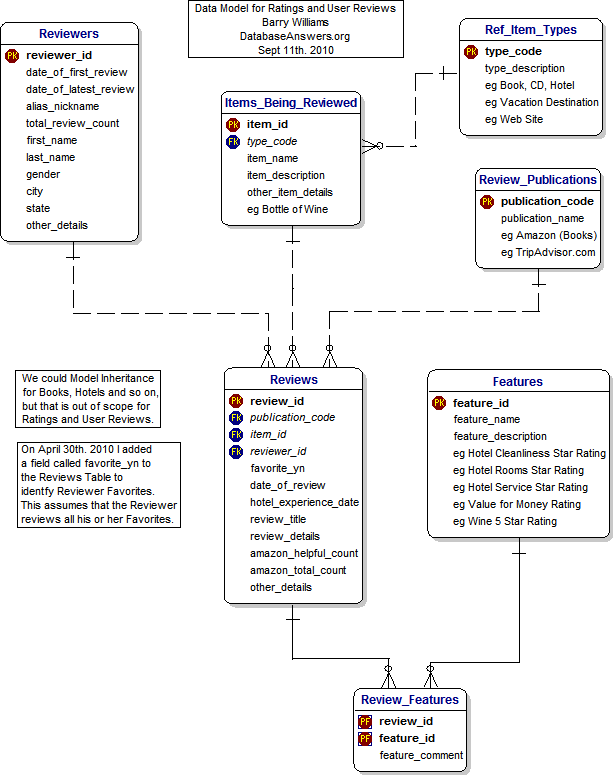 Data Model for Ratings and User Reviews
Barry Williams
DatabaseAnswers.org
Sept 11th. 2010
Reviewers
PK reviewer_id
date_of_first_review
date_of_latest_review
alias_nickname
total_review_count
first_name
last_name
gender
city
state
other_details
Items_Being_Reviewed
PK item_id
FK type_code
item_name
item_description
other_item_details
eg Bottle of Wine
Ref_Item_Types
PK type_code
type_description
eg Book, CD, Hotel
eg Vacation Destination
eg Web Site
Review_Publications
PK publication_code
publication_name
eg Amazon (Books)
eg TripAdvisor.com
We could Model Inheritance
for Books, Hotels and so on,
but that is out of scope for
Ratings and User Reviews.
On April 30th. 2010 I added
a field called favorite_yn to
the Reviews Table to
identfy Reviewer Favorites.
This assumes that the Reviewer
reviews all his or her Favorites.
Reviews
PK review_id
FK publication_code
FK item_id
FK reviewer_id
favorite_yn
date_of_review
hotel_experience_date
review_title
review_details
amazon_helpful_count
amazon_total_count
other_details
Features
PK feature_id
feature_name
feature_description
eg Hotel Cleanliness Star Rating
eg Hotel Rooms Star Rating
eg Hotel Service Star Rating
eg Value for Money Rating
eg Wine 5 Star Rating
Review_Features
PF review_id
PF feature_id
feature_comment